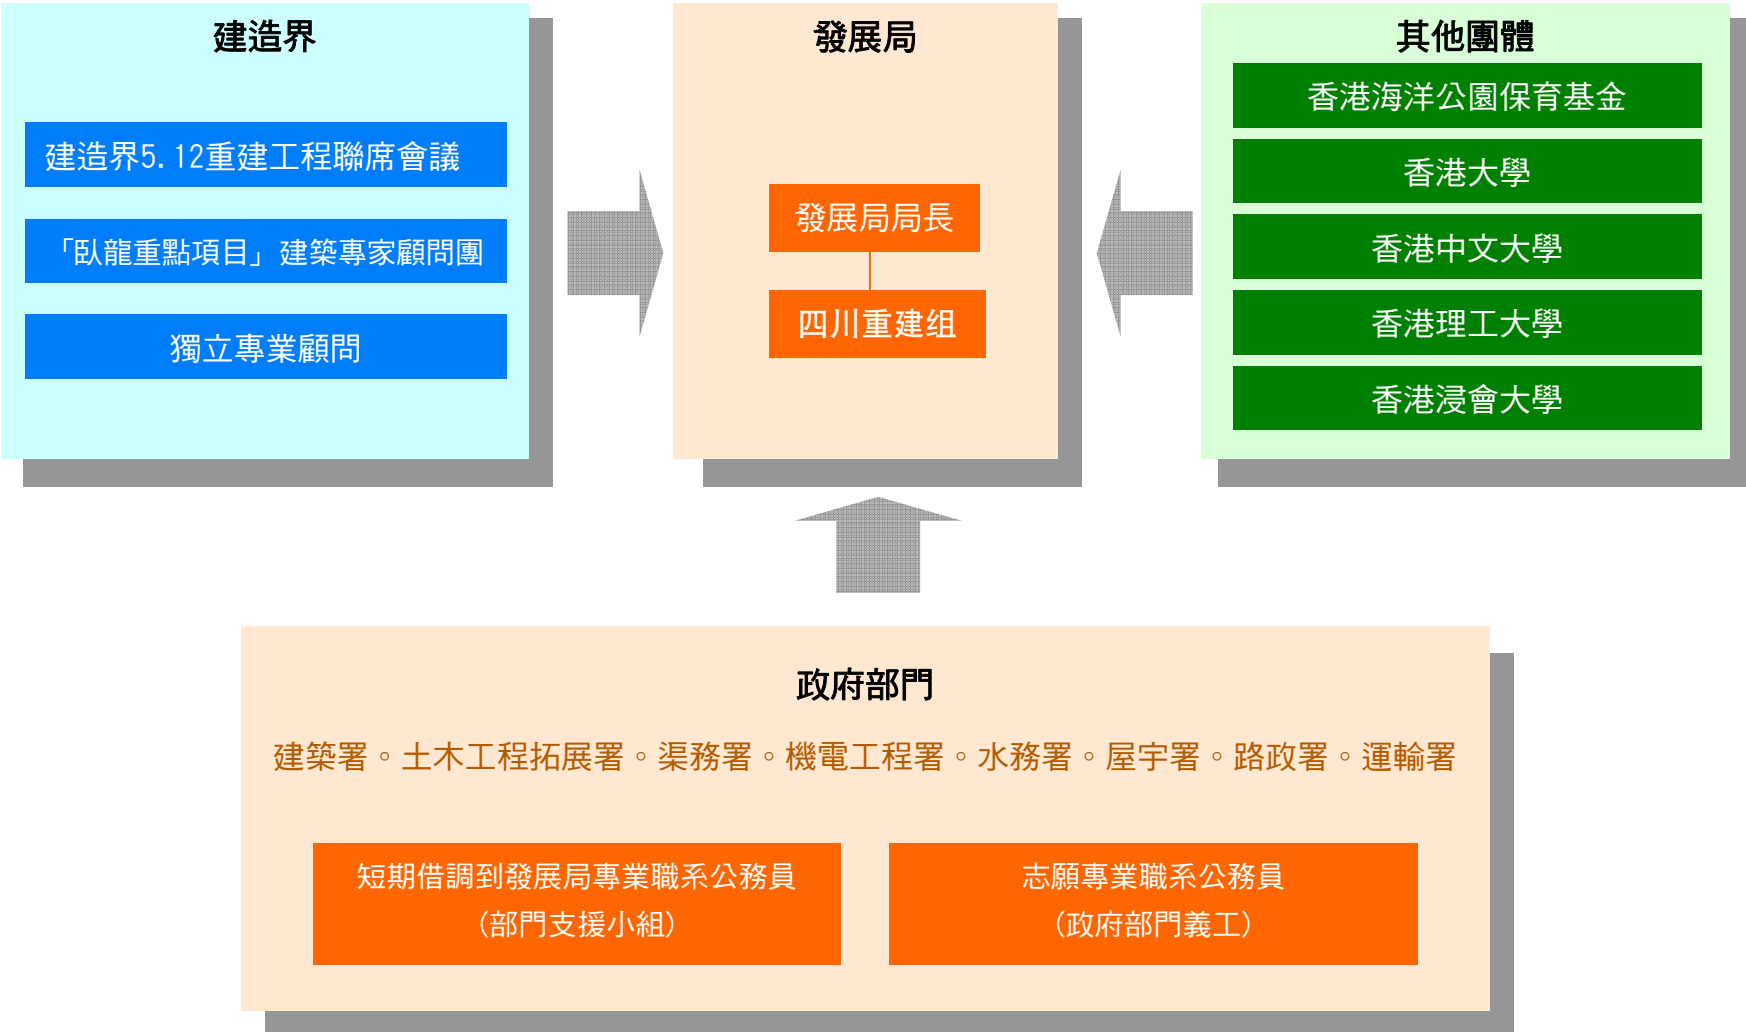 建造界
建造界5.12重建工程聯席會議
「臥龍重點項目」建築專家顧問團
獨立專業顧問
發展局
發展局局長
四川重建组
其他團體
香港海洋公園保育基金
香港大學
香港中文大學
香港理工大學
香港浸會大學
政府部門
建築署。土木工程拓展署。渠務署。機電工程署。水務署。屋宇署。路政署。運輸署
短期借調到發展局專業職系公務員
（部門支援小組）
志願專業職系公務員
（政府部門義工）